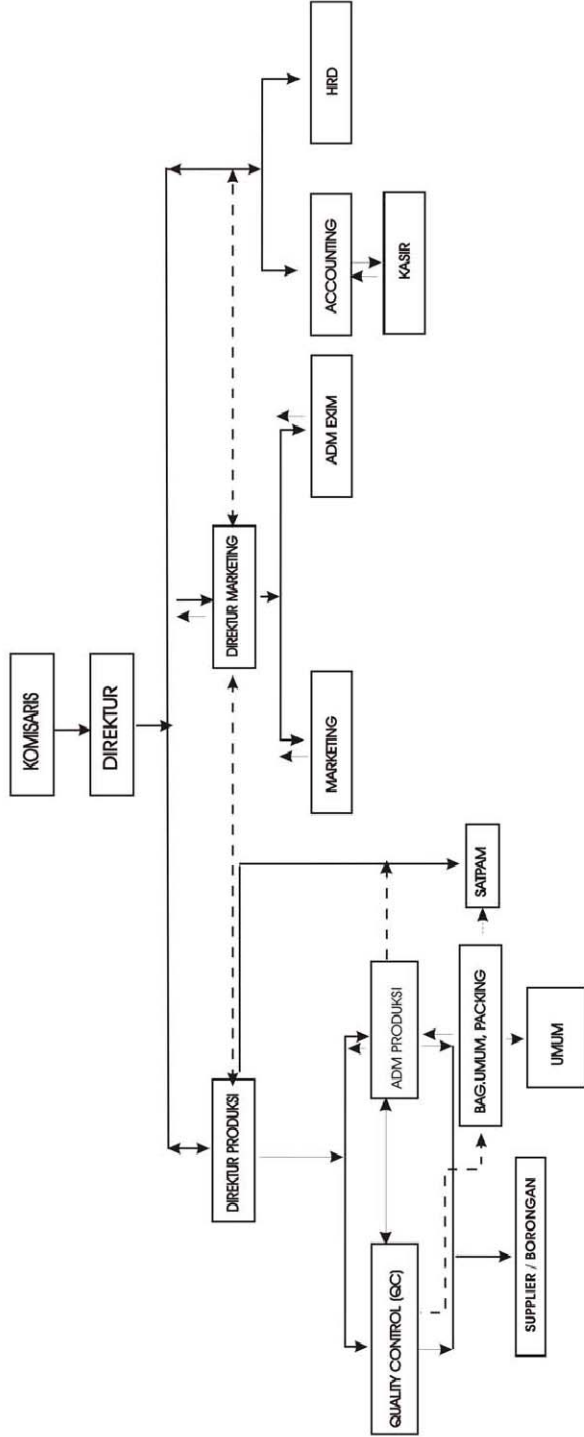 KOMISARIS
DIREKTUR
DIREKTUR PRODUKSI
DIREKTUR MARKETING
QUALITY CONTROL (QC)
ADM PRODUKSI
MARKETING
ADM EXIM
ACCOUNTING
HRD
KASIR
BAG.UMUM, PACKING
SATPAM
SUPPLIER / BORONGAN
UMUM